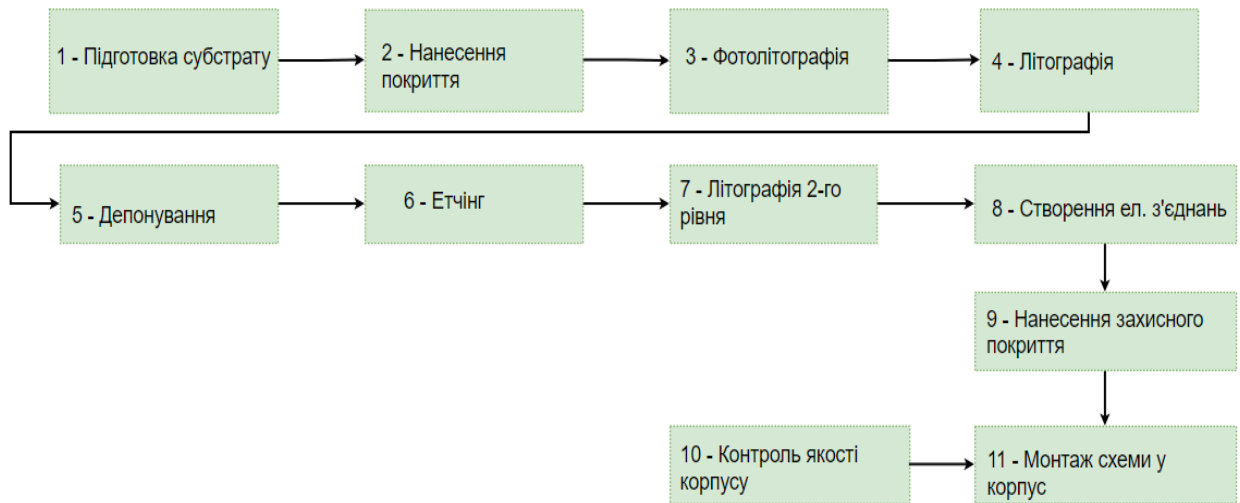 1 - Підготовка субстрату
2 - Нанесення
покриття
3 - Фотолітографія
4 - Літографія
5 - Депонування
6 - Етчінг
7 - Літографія 2-го
рівня
8 - Створення ел. з'єднань
9 - Нанесення захисного
покриття
10 - Контроль якості
корпусу
11 - Монтаж схеми у
корпус